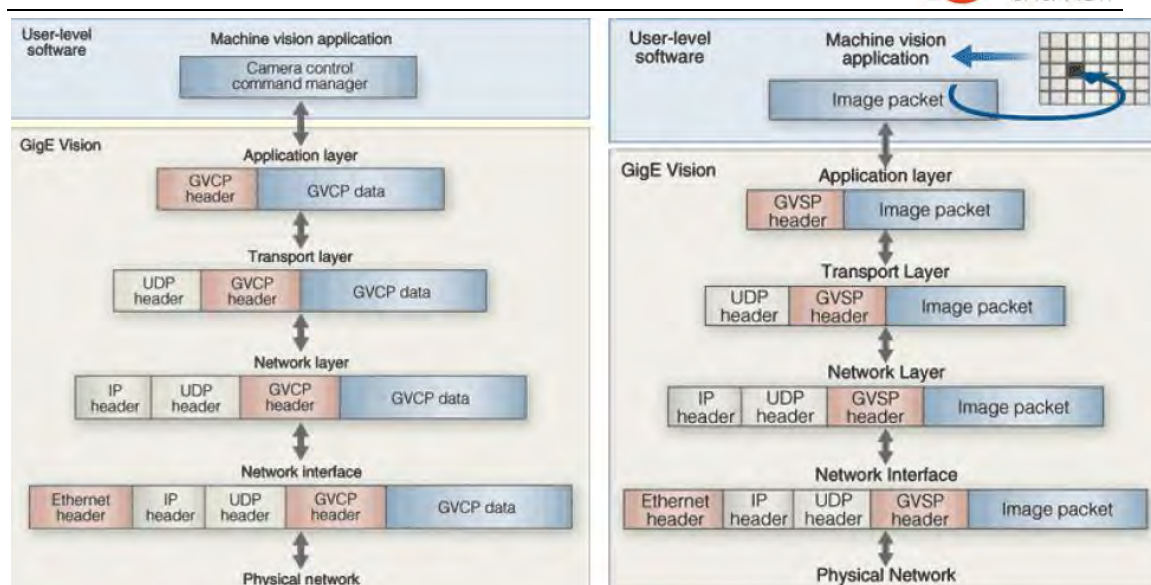 User-level
software
Machine vision application
Camera control
command manager
GigE Vision
Application layer
GVCP
header
GVCP data
Transport layer
UDP
header
GVCP
header
GVCP data
Network layer
IP
header
UDP
header
GVCP
header
GVCP data
Network interface
Ethernet
header
IP
header
UDP
header
GVCP
header
GVCP data
Physical network
User-level
software
Machine vision
application
Image packet
GigE Vision
Application layer
GVSP
header
Image packet
Transport Layer
UDP
header
GVSP
header
Image packet
Network Layer
IP
header
UDP
header
GVSP
header
Image packet
Network Interface
Ethernet
header
IP
header
UDP
header
GVSP
header
Image packet
Physical Network